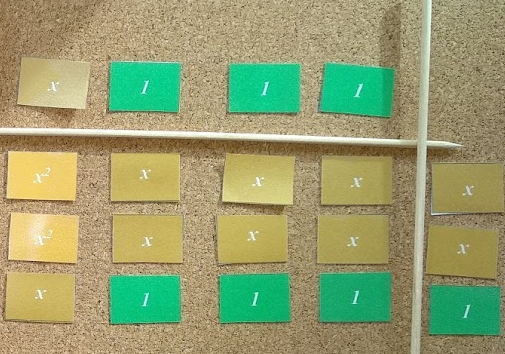 x 1 1 1
x² x x x x
x² x x x x
x 1 1 1 1